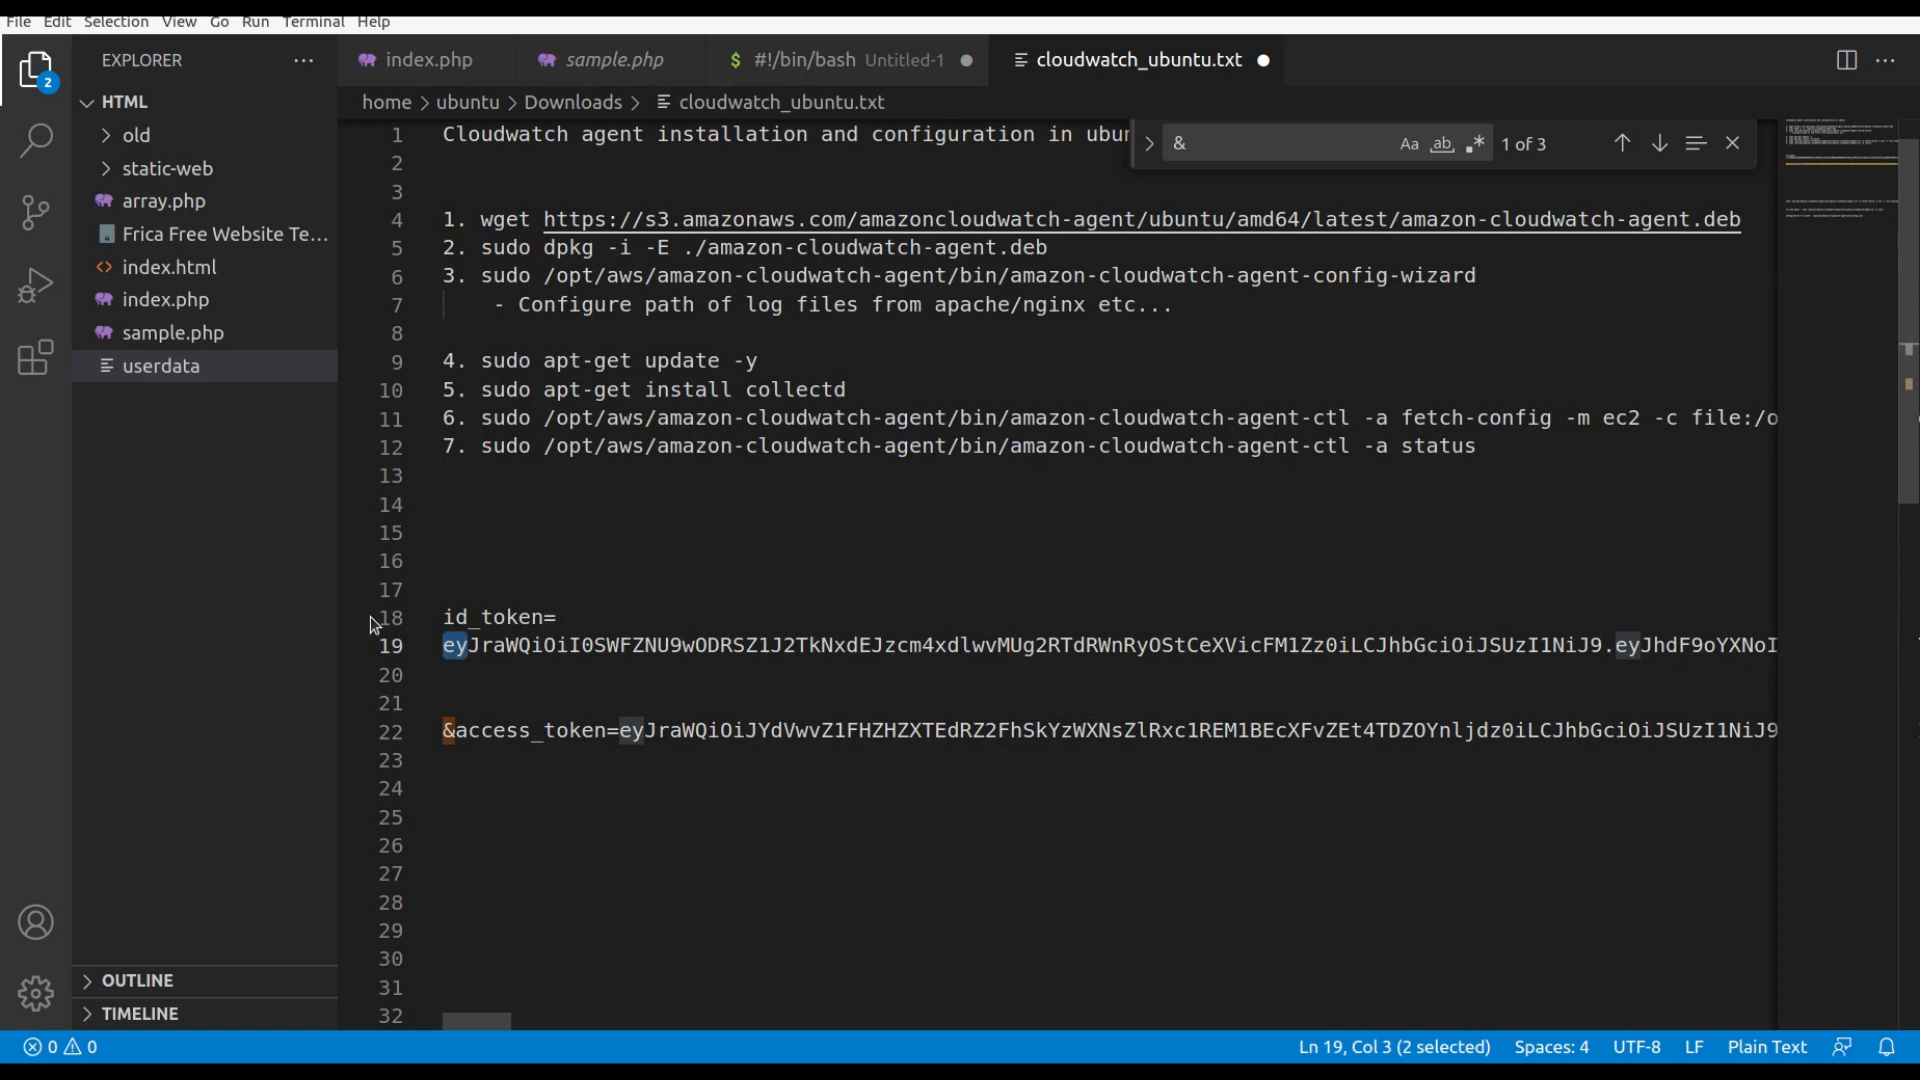 File Edit Selection View Go Run Terminal Help
EXPLORER
2
HTML
old
static-web
array.php
Frica Free Website Te...
index.html
index.php
sample.php
userdata
OUTLINE
TIMELINE
index.php
sample.php
$ #!/bin/bash Untitled-1
cloudwatch_ubuntu.txt
home > ubuntu > Downloads > cloudwatch_ubuntu.txt
& Aa ab 1 of 3
1 Cloudwatch agent installation and configuration in ubun
2
3
4 1. wget https://s3.amazonaws.com/amazoncloudwatch-agent/ubuntu/amd64/latest/amazon-cloudwatch-agent.deb
5 2. sudo dpkg -i -E ./amazon-cloudwatch-agent.deb
6 3. sudo /opt/aws/amazon-cloudwatch-agent/bin/amazon-cloudwatch-agent-config-wizard
7 - Configure path of log files from apache/nginx etc...
8
9 4. sudo apt-get update -y
10 5. sudo apt-get install collectd
11 6. sudo /opt/aws/amazon-cloudwatch-agent/bin/amazon-cloudwatch-agent-ctl -a fetch-config -m ec2 -c file:/o
12 7. sudo /opt/aws/amazon-cloudwatch-agent/bin/amazon-cloudwatch-agent-ctl -a status
13
14
15
16
17
18 id_token=
19 eyJraWQiOiI0SWFZNU9wODRSZ1J2TkNxdEJzcm4xdlwvMUg2RTdRWnRyOStCeXVicFM1Zz0iLCJhbGciOiJSUzI1NiJ9.eyJhdF9oYXNoI
20
21
22 &access_token=eyJraWQiOiJYdVwvZ1FHZHZXTEdRZ2FhSkYzWXNsZlRxc1REM1BEcXFvZEt4TDZOYnljdz0iLCJhbGciOiJSUzI1NiJ9
23
24
25
26
27
28
29
30
31
32
0 0
Ln 19, Col 3 (2 selected) Spaces: 4 UTF-8 LF Plain Text